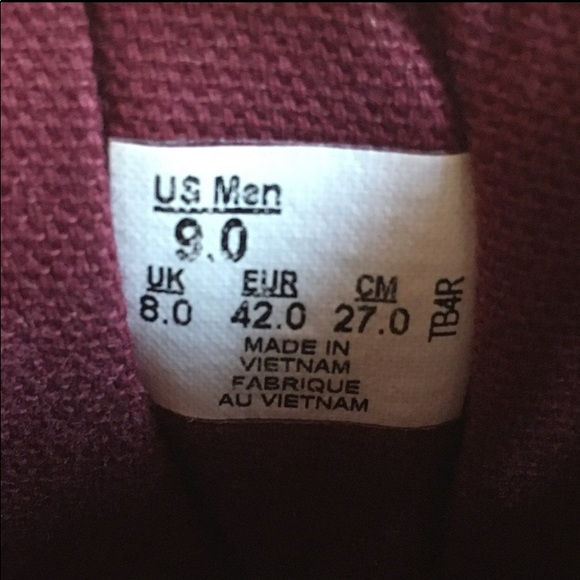 US Men
9.0
UK EUR CM
8.0 42.0 27.0
TB4R
MADE IN
VIETNAM
FABRIQUE
AU VIETNAM